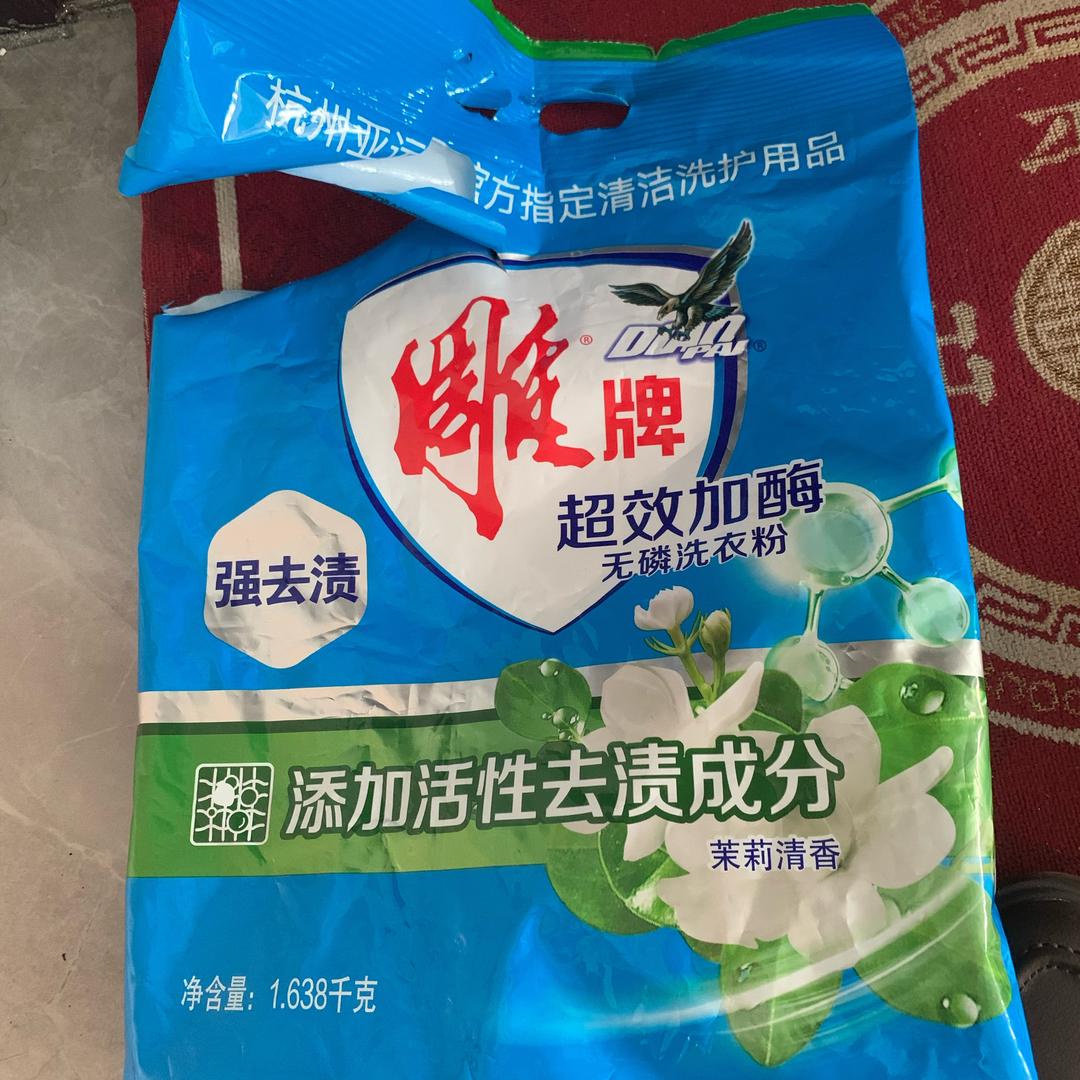 杭州亚运会官方指定清洁洗护用品
雕®
DIAO PAI®
牌
超效加酶
无磷洗衣粉
强去渍
添加活性去渍成分
茉莉清香
净含量：1.638千克